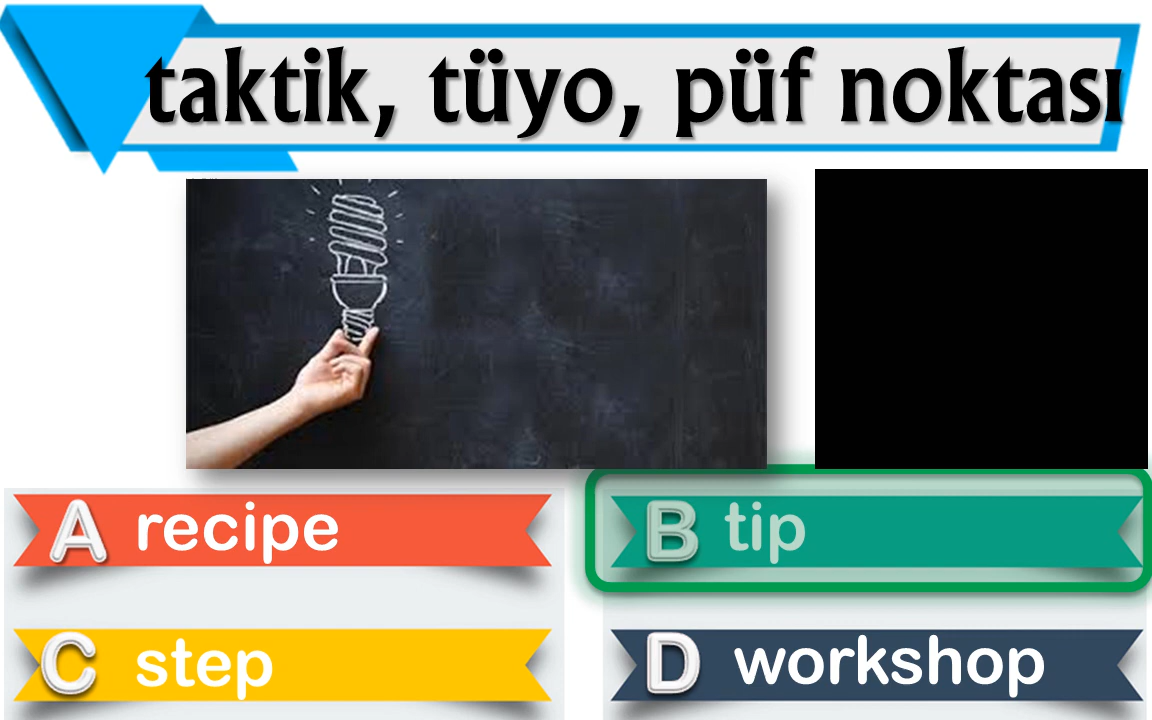 taktik, tüyo, püf noktası
A recipe
B tip
C step
D workshop